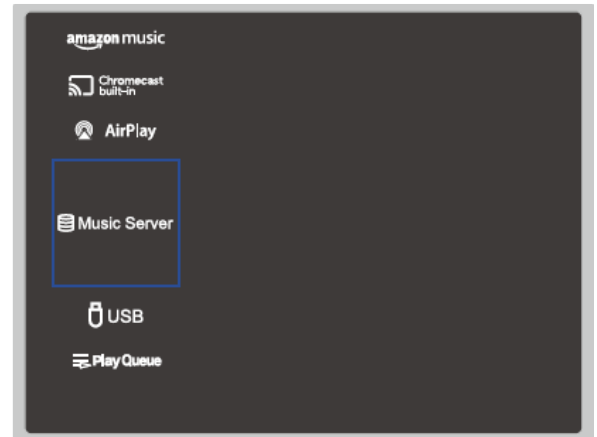 amazon music
Chromecast
built-in
AirPlay
Music Server
USB
Play Queue